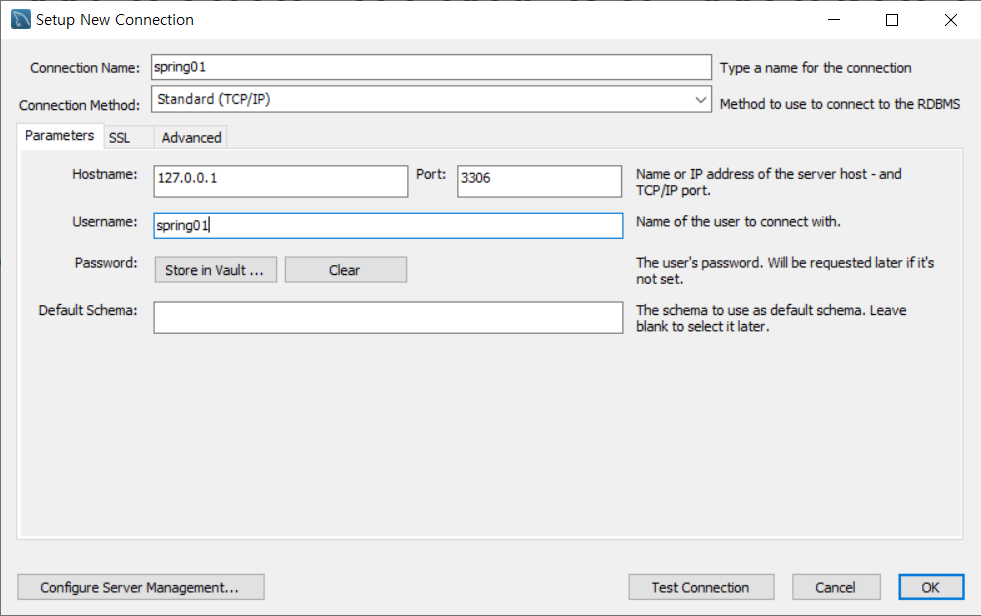 Setup New Connection
Connection Name: spring01 Type a name for the connection
Connection Method: Standard (TCP/IP) Method to use to connect to the RDBMS
Parameters SSL Advanced
Hostname: 127.0.0.1 Port: 3306 Name or IP address of the server host - and
TCP/IP port.
Username: spring01 Name of the user to connect with.
Password: Store in Vault ... Clear The user's password. Will be requested later if it's
not set.
Default Schema: The schema to use as default schema. Leave
blank to select it later.
Configure Server Management... Test Connection Cancel OK